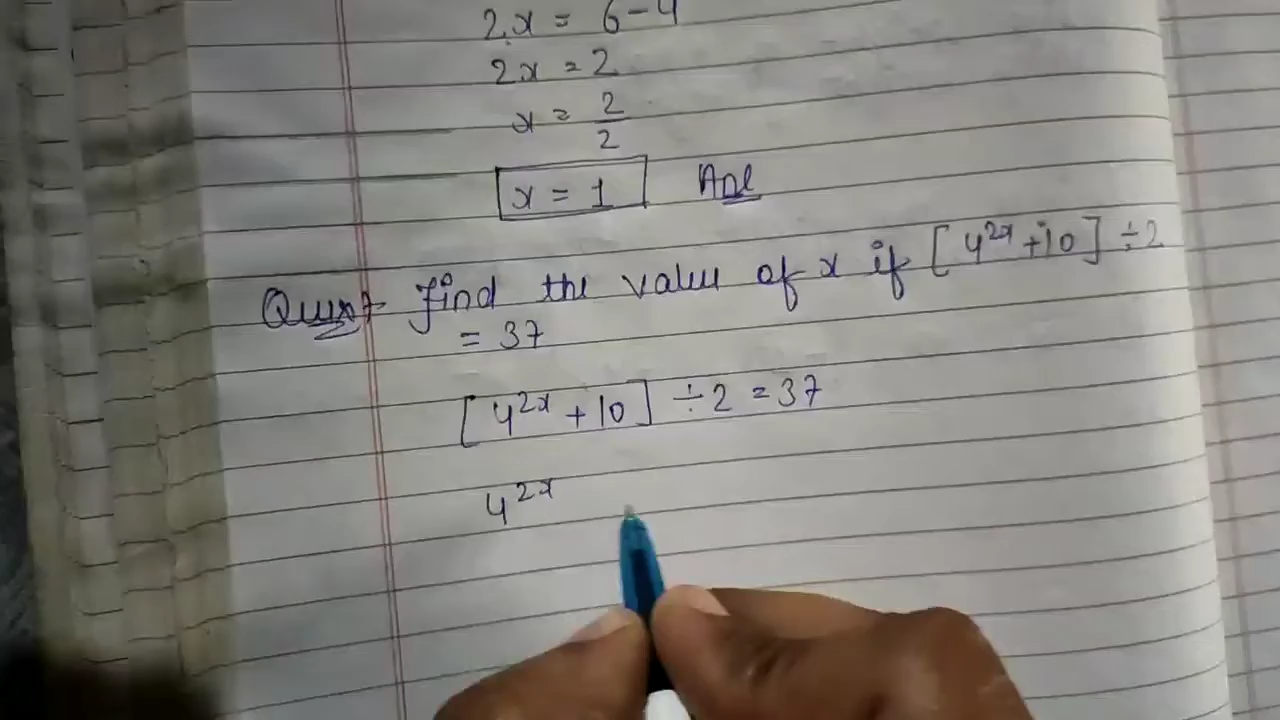 2x = 6-4
2x = 2
x = 2/2
x = 1 Ans
Ques7 find the value of x if [4^2x + 10] ÷ 2
= 37
[4^2x + 10] ÷ 2 = 37
4^2x